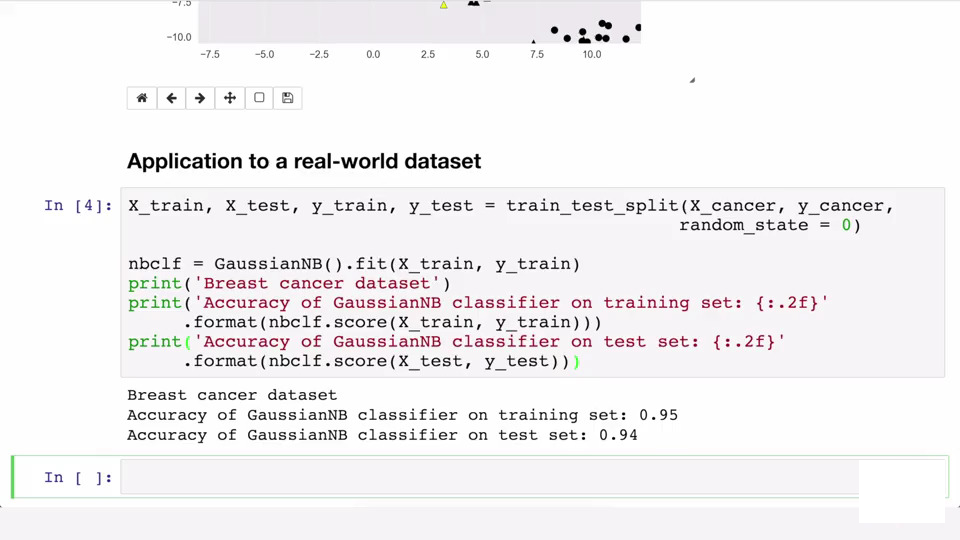 −7.5
−10.0
−7.5 −5.0 −2.5 0.0 2.5 5.0 7.5 10.0
Application to a real-world dataset
In [4]: X_train, X_test, y_train, y_test = train_test_split(X_cancer, y_cancer,
random_state = 0)
nbclf = GaussianNB().fit(X_train, y_train)
print('Breast cancer dataset')
print('Accuracy of GaussianNB classifier on training set: {:.2f}'
.format(nbclf.score(X_train, y_train)))
print('Accuracy of GaussianNB classifier on test set: {:.2f}'
.format(nbclf.score(X_test, y_test)))
Breast cancer dataset
Accuracy of GaussianNB classifier on training set: 0.95
Accuracy of GaussianNB classifier on test set: 0.94
In [ ]: